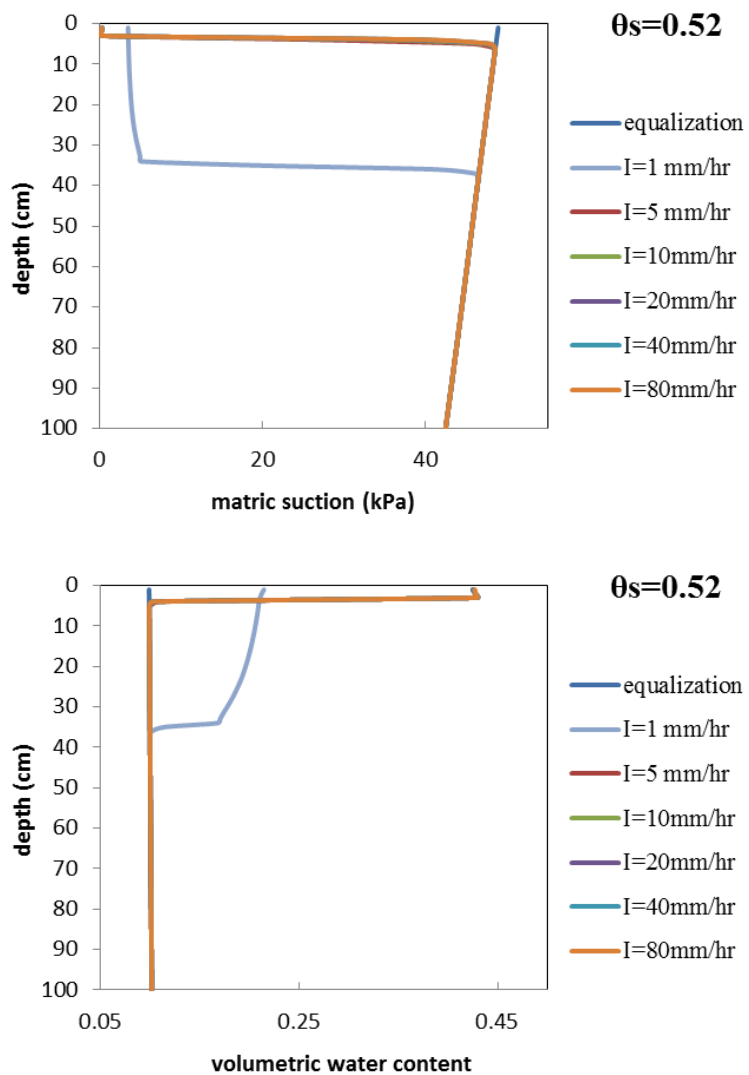 θs=0.52
0
10
20
30
40
50
60
70
80
90
100
depth (cm)
0
20
40
matric suction (kPa)
equalization
I=1 mm/hr
I=5 mm/hr
I=10mm/hr
I=20mm/hr
I=40mm/hr
I=80mm/hr
θs=0.52
0
10
20
30
40
50
60
70
80
90
100
depth (cm)
0.05
0.25
0.45
volumetric water content
equalization
I=1 mm/hr
I=5 mm/hr
I=10mm/hr
I=20mm/hr
I=40mm/hr
I=80mm/hr